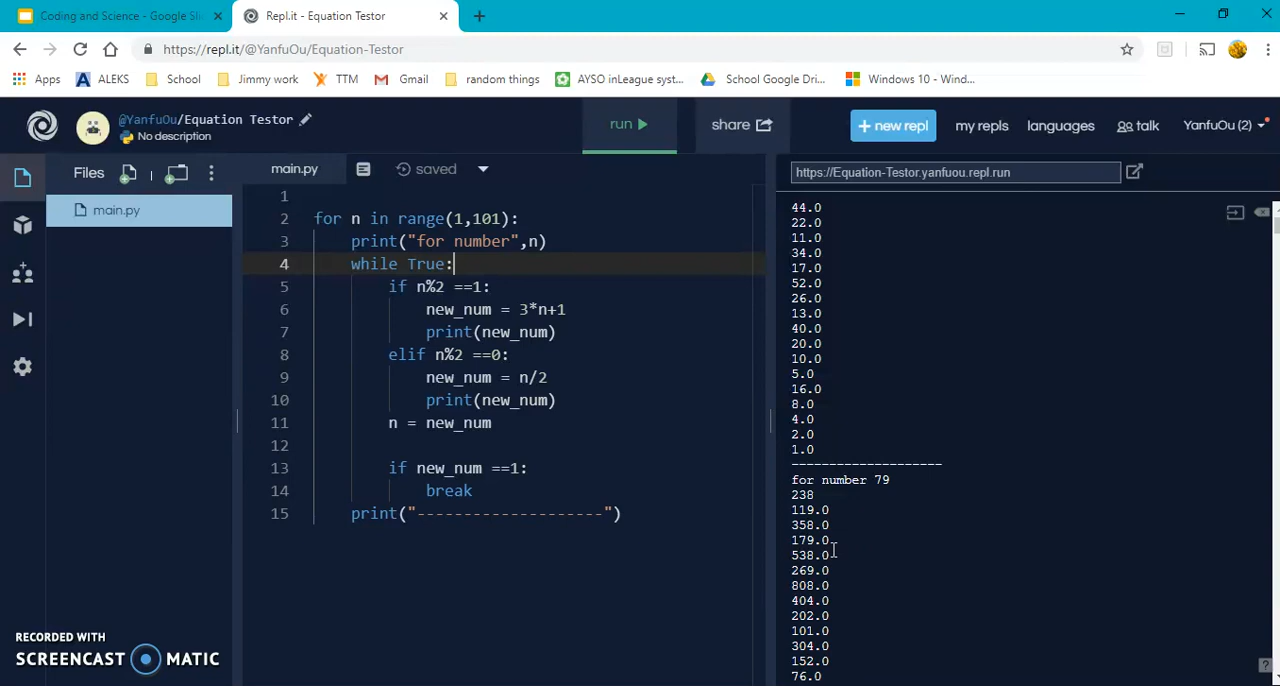 Coding and Science - Google Sli
Repl.it - Equation Testor
https://repl.it/@YanfuOu/Equation-Testor
Apps
ALEKS
School
Jimmy work
TTM
Gmail
random things
AYSO inLeague syst...
School Google Dri...
Windows 10 - Wind...
@YanfuOu/Equation Testor
No description
run
share
+ new repl
my repls
languages
talk
YanfuOu (2)
Files
main.py
saved
https://Equation-Testor.yanfuou.repl.run
main.py
1
2 for n in range(1,101):
3 print("for number",n)
4 while True:
5 if n%2 ==1:
6 new_num = 3*n+1
7 print(new_num)
8 elif n%2 ==0:
9 new_num = n/2
10 print(new_num)
11 n = new_num
12
13 if new_num ==1:
14 break
15 print("--------------------")
44.0
22.0
11.0
34.0
17.0
52.0
26.0
13.0
40.0
20.0
10.0
5.0
16.0
8.0
4.0
2.0
1.0
--------------------
for number 79
238
119.0
358.0
179.0
538.0
269.0
808.0
404.0
202.0
101.0
304.0
152.0
76.0
RECORDED WITH
SCREENCAST MATIC